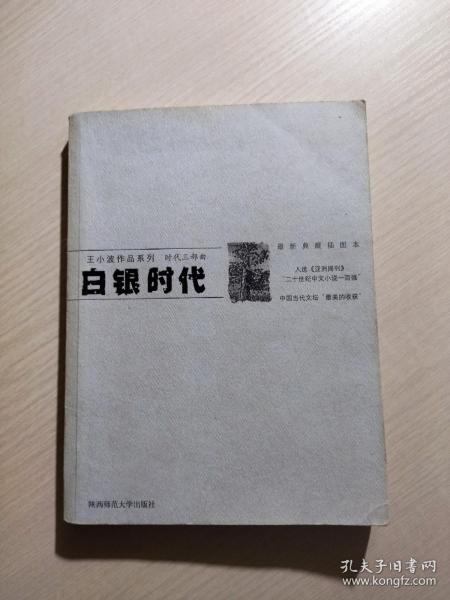 王小波作品系列 时代三部曲
白银时代
最新典藏插图本
入选《亚洲周刊》
“二十世纪中文小说一百强”
中国当代文坛“最美的收获”
陕西师范大学出版社
孔夫子旧书网
www.kongfz.com